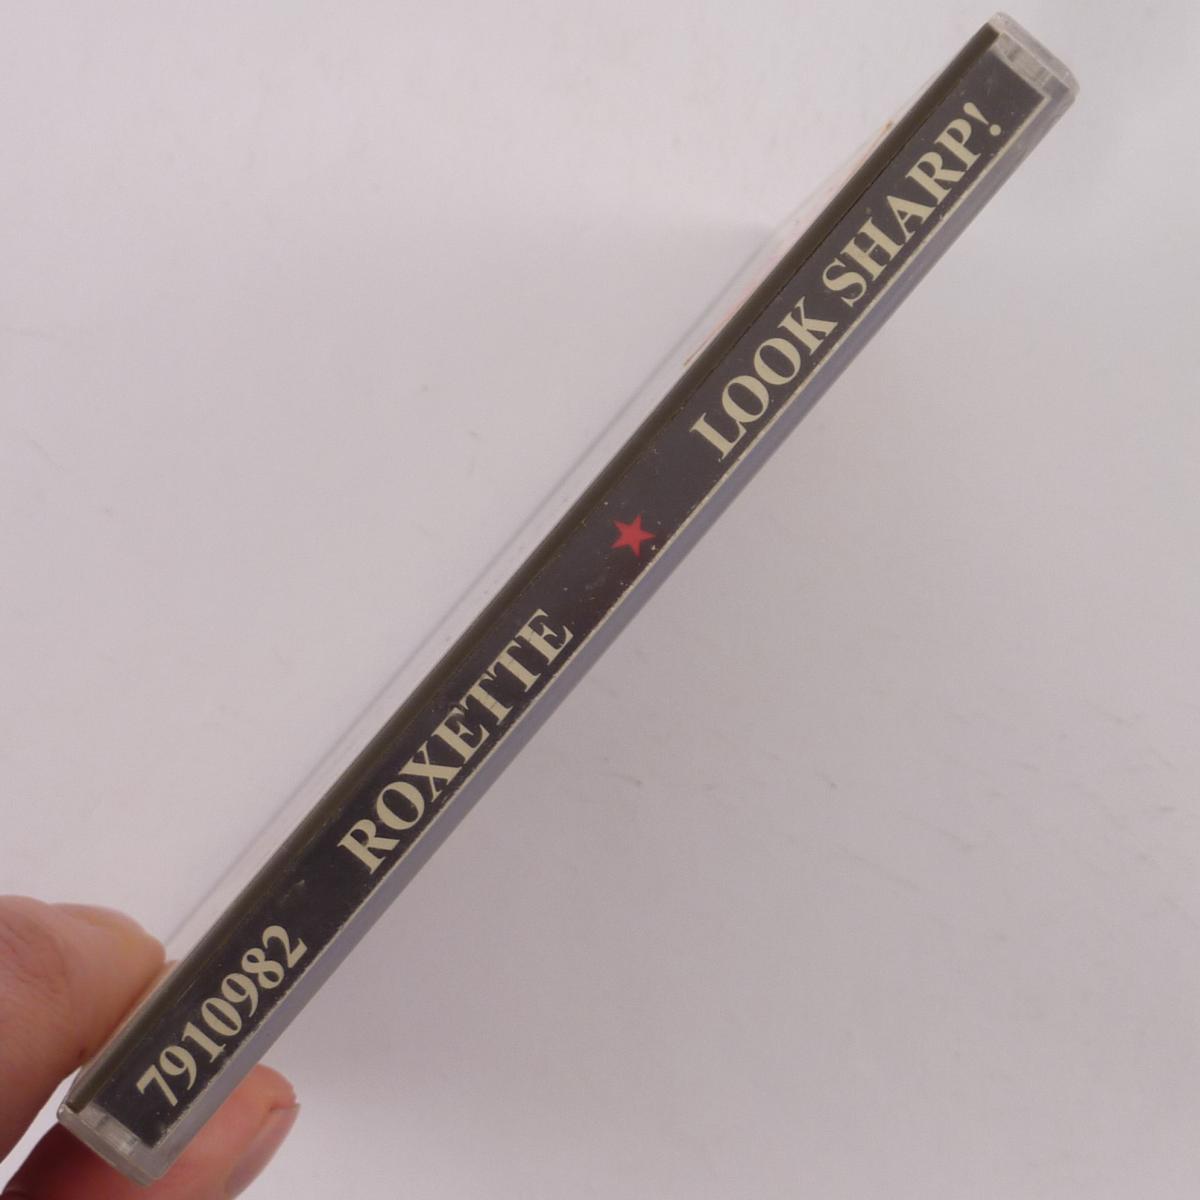 7910982 ROXETTE ★ LOOK SHARP!